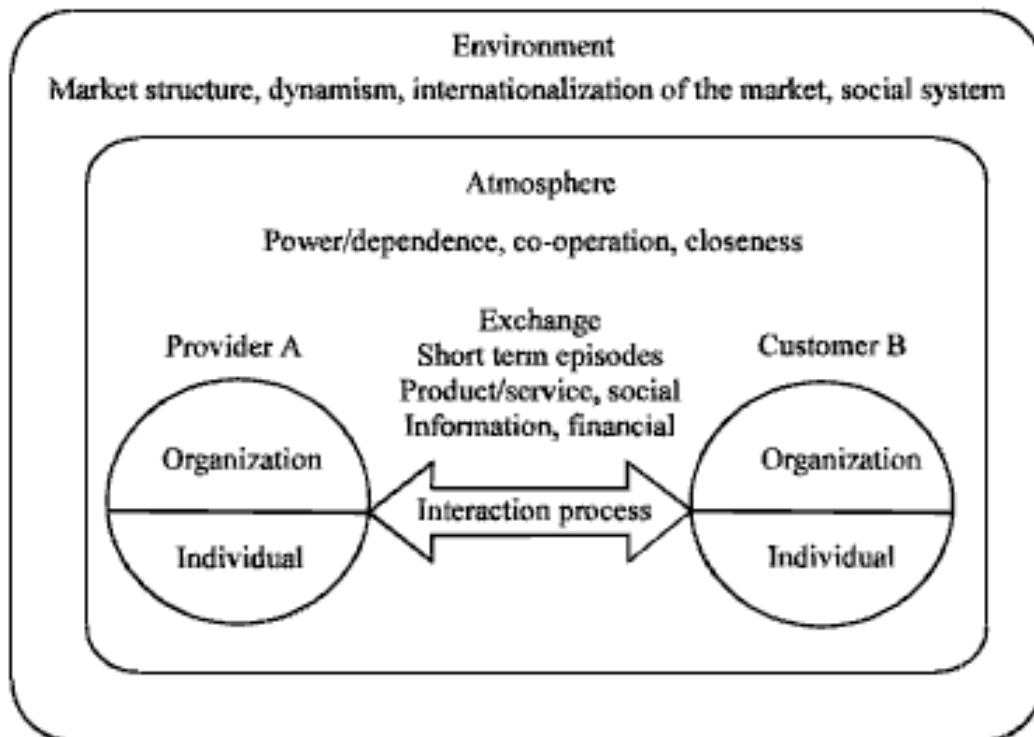 Environment
Market structure, dynamism, internationalization of the market, social system
Atmosphere
Power/dependence, co-operation, closeness
Exchange
Short term episodes
Product/service, social
Information, financial
Provider A
Customer B
Organization
Individual
Interaction process
Organization
Individual